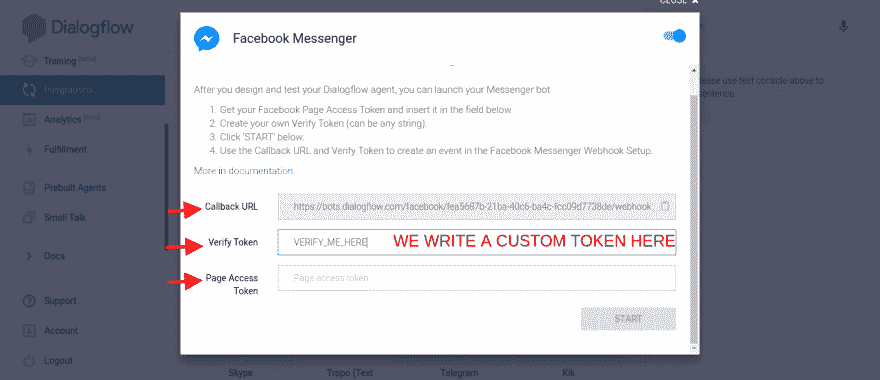 CLOSE ×
Dialogflow
Facebook Messenger
Training [beta]
Integrations
Analytics [new]
Fulfillment
Prebuilt Agents
Small Talk
Docs
Support
Account
Logout
please use test console above to
sentence.
After you design and test your Dialogflow agent, you can launch your Messenger bot
1. Get your Facebook Page Access Token and insert it in the field below.
2. Create your own Verify Token (can be any string).
3. Click 'START' below.
4. Use the Callback URL and Verify Token to create an event in the Facebook Messenger Webhook Setup.
More in documentation.
Callback URL
https://bots.dialogflow.com/facebook/fea5687b-21ba-40c6-ba4c-fcc09d7738de/webhook
Verify Token
VERIFY_ME_HERE
WE WRITE A CUSTOM TOKEN HERE
Page Access
Token
Page access token
START
Skype
Tropo (Text
Telegram
Kik